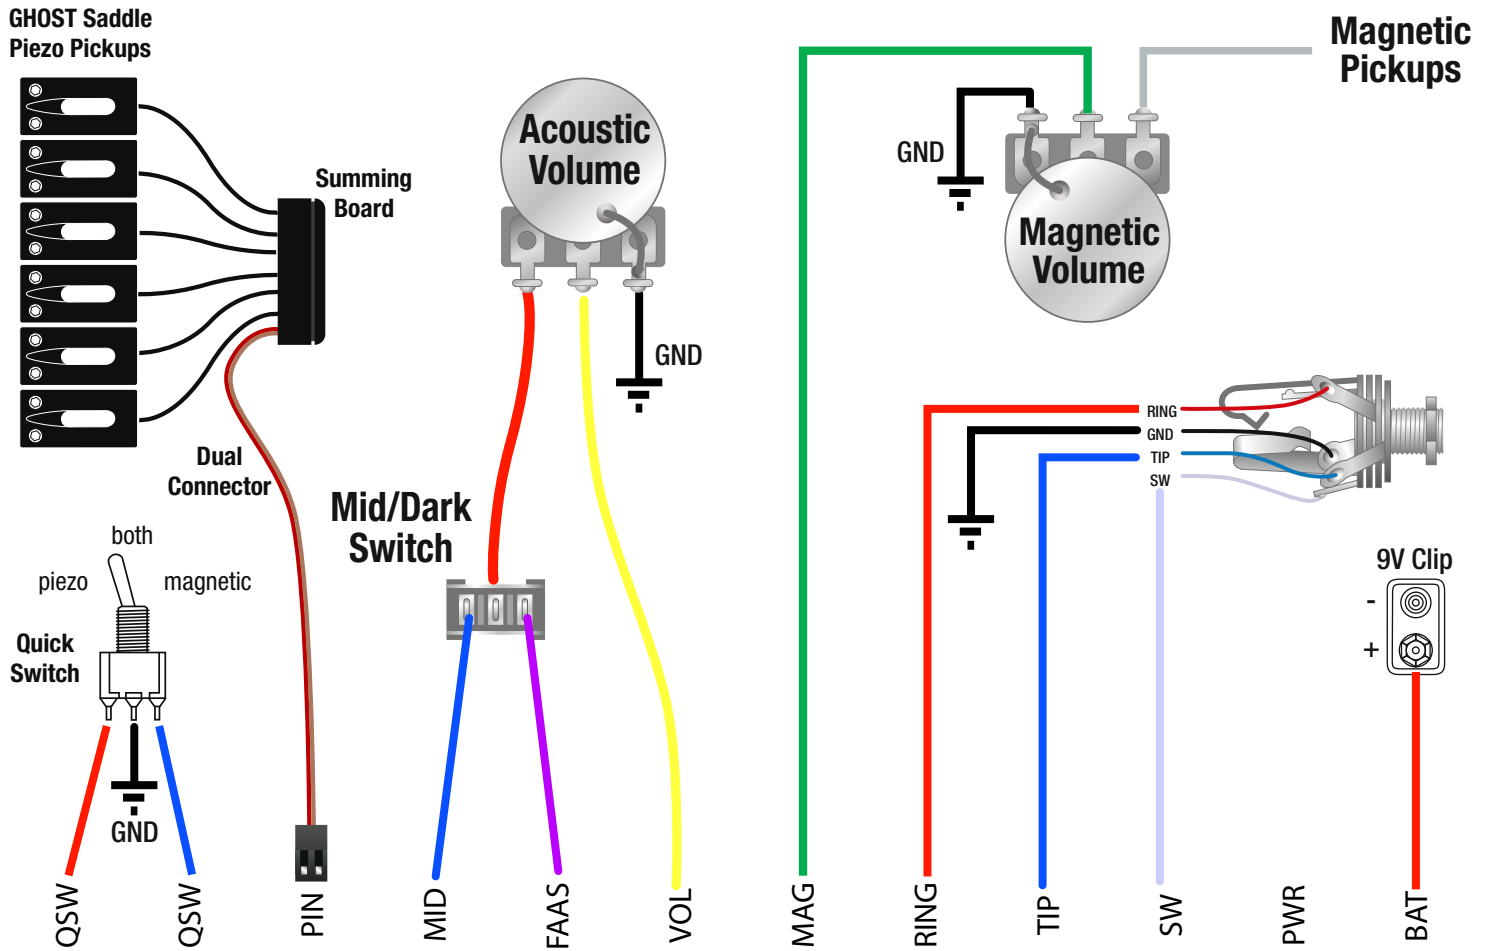 GHOST Saddle
Piezo Pickups
Summing
Board
Dual
Connector
Acoustic
Volume
GND
Mid/Dark
Switch
both
piezo
magnetic
Quick
Switch
GND
Magnetic
Pickups
GND
Magnetic
Volume
RING
GND
TIP
SW
9V Clip
-
+
QSW
QSW
PIN
MID
FAAS
VOL
MAG
RING
TIP
SW
PWR
BAT